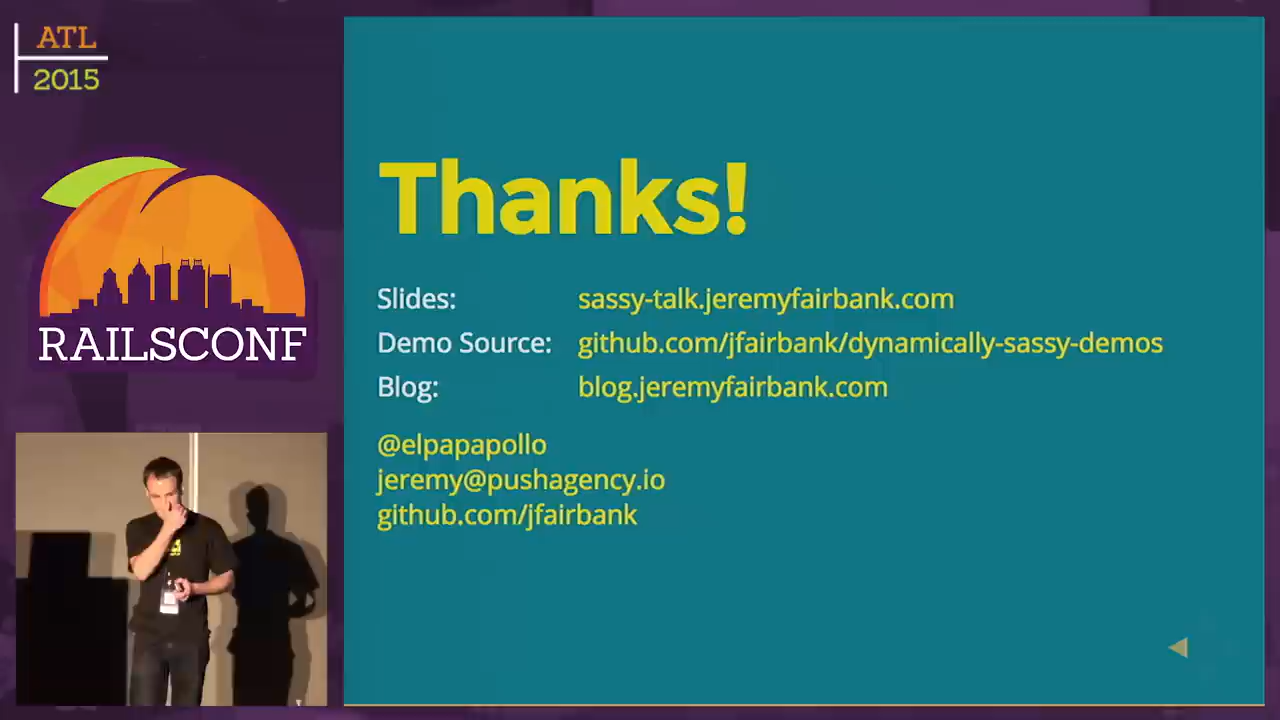 ATL
2015
RAILSCONF
Thanks!
Slides: sassy-talk.jeremyfairbank.com
Demo Source: github.com/jfairbank/dynamically-sassy-demos
Blog: blog.jeremyfairbank.com
@elpapapollo
jeremy@pushagency.io
github.com/jfairbank